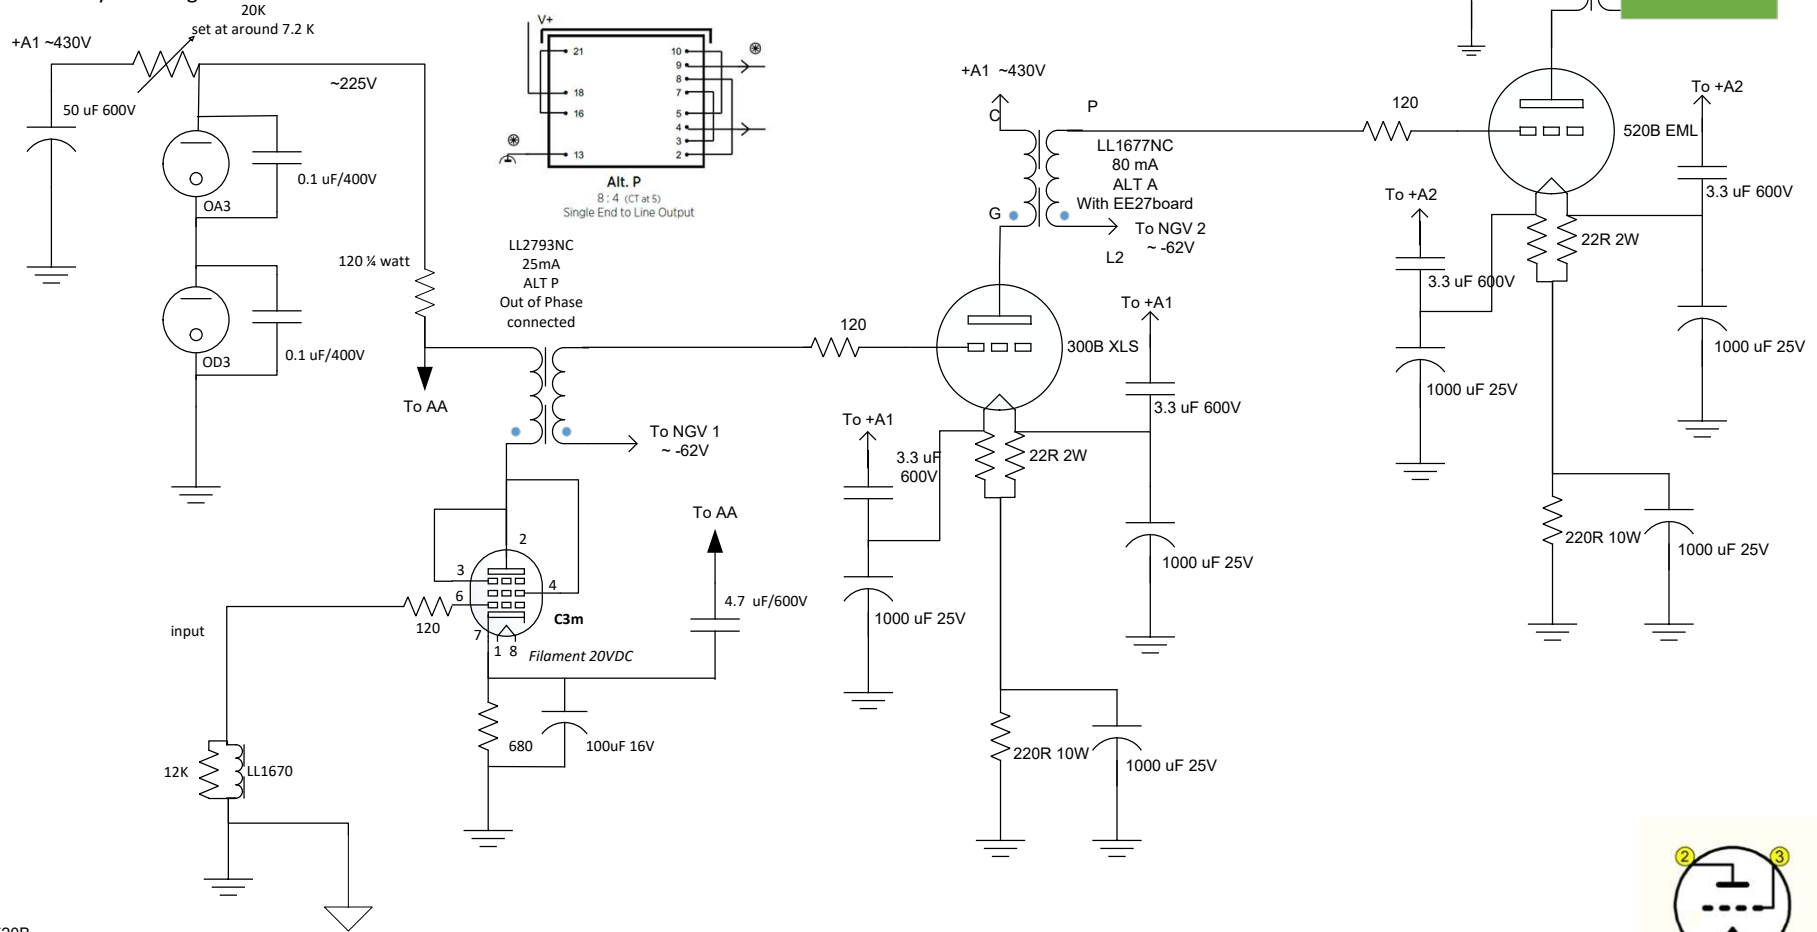 20K
set at around 7.2 K
+A1 ~430V
50 uF 600V
~225V
0.1 uF/400V
OA3
120 ¼ watt
0.1 uF/400V
OD3
To AA
V+
21
18
16
13
10
9
8
7
5
4
3
2
Alt. P
8 : 4 (CT at 5)
Single End to Line Output
LL2793NC
25mA
ALT P
Out of Phase
connected
To NGV 1
~ -62V
2
3
4
6
7
1 8
C3m
Filament 20VDC
120
input
12K
LL1670
680
100uF 16V
To AA
4.7 uF/600V
120
300B XLS
+A1 ~430V
C
P
G
LL1677NC
80 mA
ALT A
With EE27board
To NGV 2
~ -62V
L2
To +A1
3.3 uF 600V
To +A1
3.3 uF
600V
22R 2W
1000 uF 25V
1000 uF 25V
220R 10W
1000 uF 25V
120
520B EML
To +A2
3.3 uF 600V
To +A2
3.3 uF 600V
22R 2W
1000 uF 25V
1000 uF 25V
220R 10W
1000 uF 25V
2
3